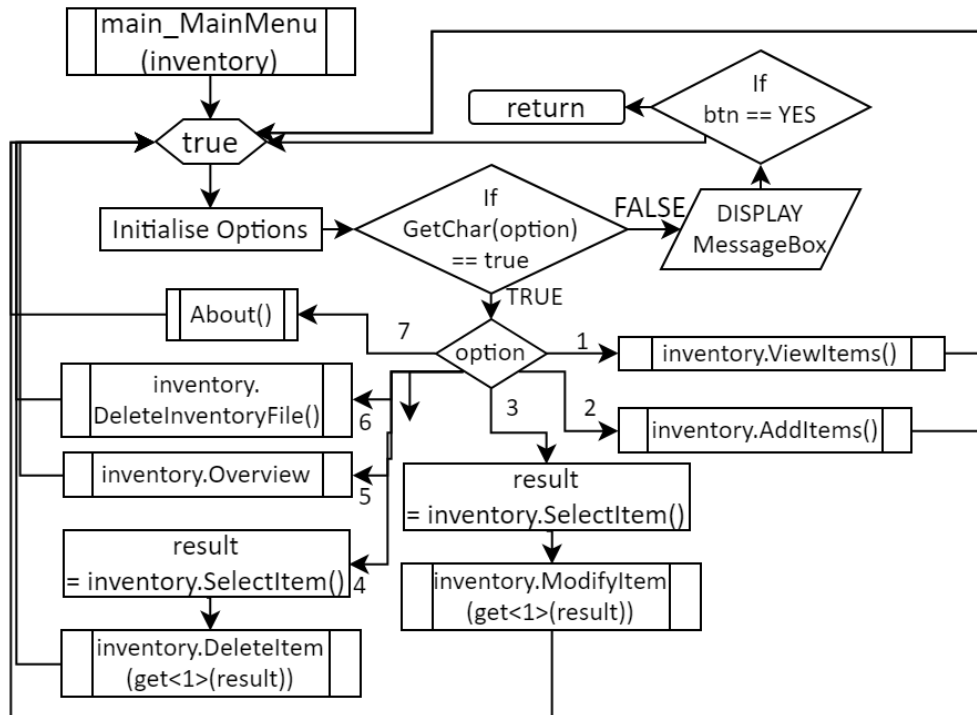 main_MainMenu
(inventory)
If
btn == YES
return
true
If
GetChar(option)
== true
FALSE
DISPLAY
MessageBox
Initialise Options
TRUE
About()
7
option
1
inventory.ViewItems()
inventory.
DeleteInventoryFile()
6
3
2
inventory.AddItems()
inventory.Overview
5
result
= inventory.SelectItem()
result
= inventory.SelectItem()
4
inventory.ModifyItem
(get<1>(result))
inventory.DeleteItem
(get<1>(result))